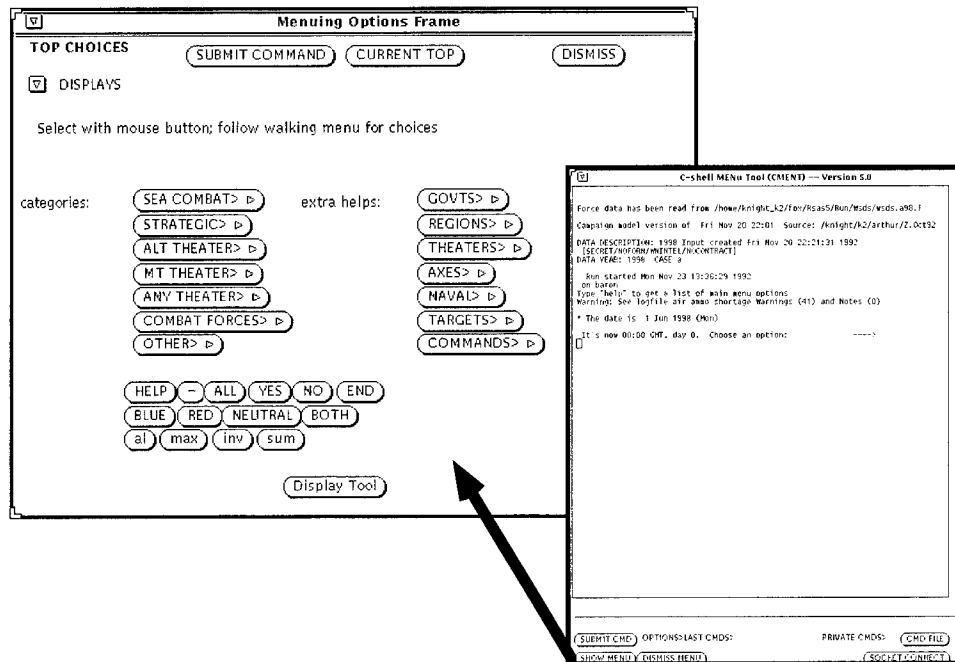 Menuing Options Frame
TOP CHOICES SUBMIT COMMAND CURRENT TOP DISMISS
DISPLAYS
Select with mouse button; follow walking menu for choices
categories: extra helps:
SEA COMBAT> GOVTS>
STRATEGIC> REGIONS>
ALT THEATER> THEATERS>
MT THEATER> AXES>
ANY THEATER> NAVAL>
COMBAT FORCES> TARGETS>
OTHER> COMMANDS>
HELP – ALL YES NO END
BLUE RED NEUTRAL BOTH
al max inv sum
Display Tool
C-shell MENu Tool (CMENT) -- Version 5.0
Force data has been read from /home/knight_k2/fox/Rsas5/Run/Wsds/wsds.a98.f
Campaign model version of Fri Nov 20 22:01 Source: /knight/k2/arthur/2.Oct92
DATA DESCRIPTION: 1998 Input created Fri Nov 20 22:21:31 1992
[SECRET/NOFORN/WNINTEL/NOCONTRACT]
DATA YEAR: 1998 CASE a
Run started Mon Nov 23 13:36:29 1992
on baron
Type "help" to get a list of main menu options
Warning: See logfile air ammo shortage Warnings (41) and Notes (0)
* The date is 1 Jun 1998 (Mon)
It's now 00:00 GMT, day 0. Choose an option: ---->
SUBMIT CMD OPTIONS>LAST CMDS> PRIVATE CMDS> CMD FILE
SHOW MENU DISMISS MENU SOCKET CONNECT